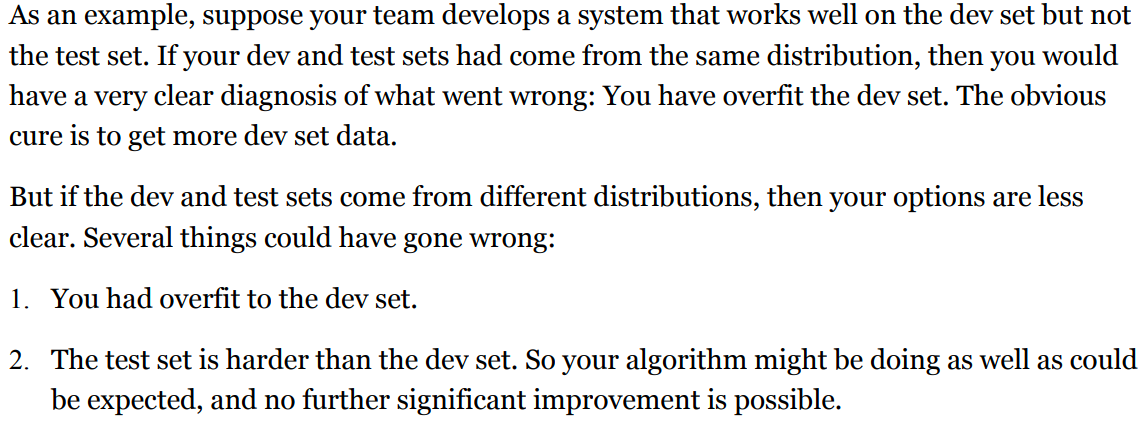 As an example, suppose your team develops a system that works well on the dev set but not
the test set. If your dev and test sets had come from the same distribution, then you would
have a very clear diagnosis of what went wrong: You have overfit the dev set. The obvious
cure is to get more dev set data.
But if the dev and test sets come from different distributions, then your options are less
clear. Several things could have gone wrong:
1. You had overfit to the dev set.
2. The test set is harder than the dev set. So your algorithm might be doing as well as could
be expected, and no further significant improvement is possible.